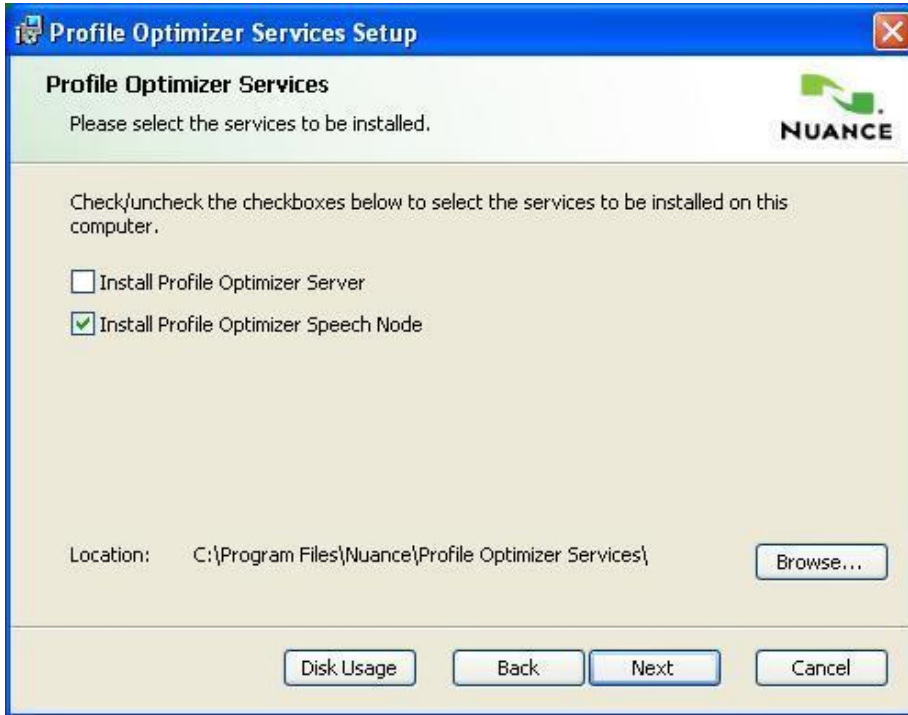 Profile Optimizer Services Setup
Profile Optimizer Services
Please select the services to be installed.
NUANCE
Check/uncheck the checkboxes below to select the services to be installed on this
computer.
Install Profile Optimizer Server
Install Profile Optimizer Speech Node
Location: C:\Program Files\Nuance\Profile Optimizer Services\ Browse...
Disk Usage Back Next Cancel